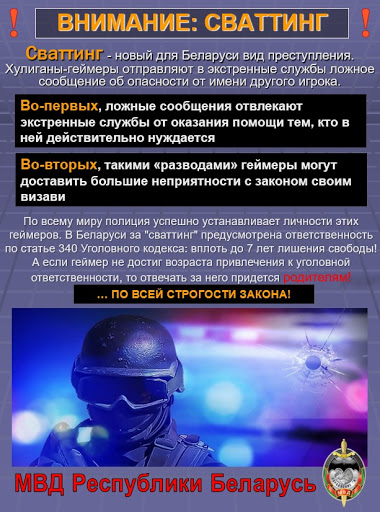 ! ВНИМАНИЕ: СВАТТИНГ !
Сваттинг - новый для Беларуси вид преступления.
Хулиганы-геймеры отправляют в экстренные службы ложное
сообщение об опасности от имени другого игрока.
Во-первых, ложные сообщения отвлекают
экстренные службы от оказания помощи тем, кто в
ней действительно нуждается
Во-вторых, такими «разводами» геймеры могут
доставить большие неприятности с законом своим
визави
По всему миру полиция успешно устанавливает личности этих
геймеров. В Беларуси за "сваттинг" предусмотрена ответственность
по статье 340 Уголовного кодекса: вплоть до 7 лет лишения свободы!
А если геймер не достиг возраста привлечения к уголовной
ответственности, то отвечать за него придется родителям!
... ПО ВСЕЙ СТРОГОСТИ ЗАКОНА!
МВД Республики Беларусь